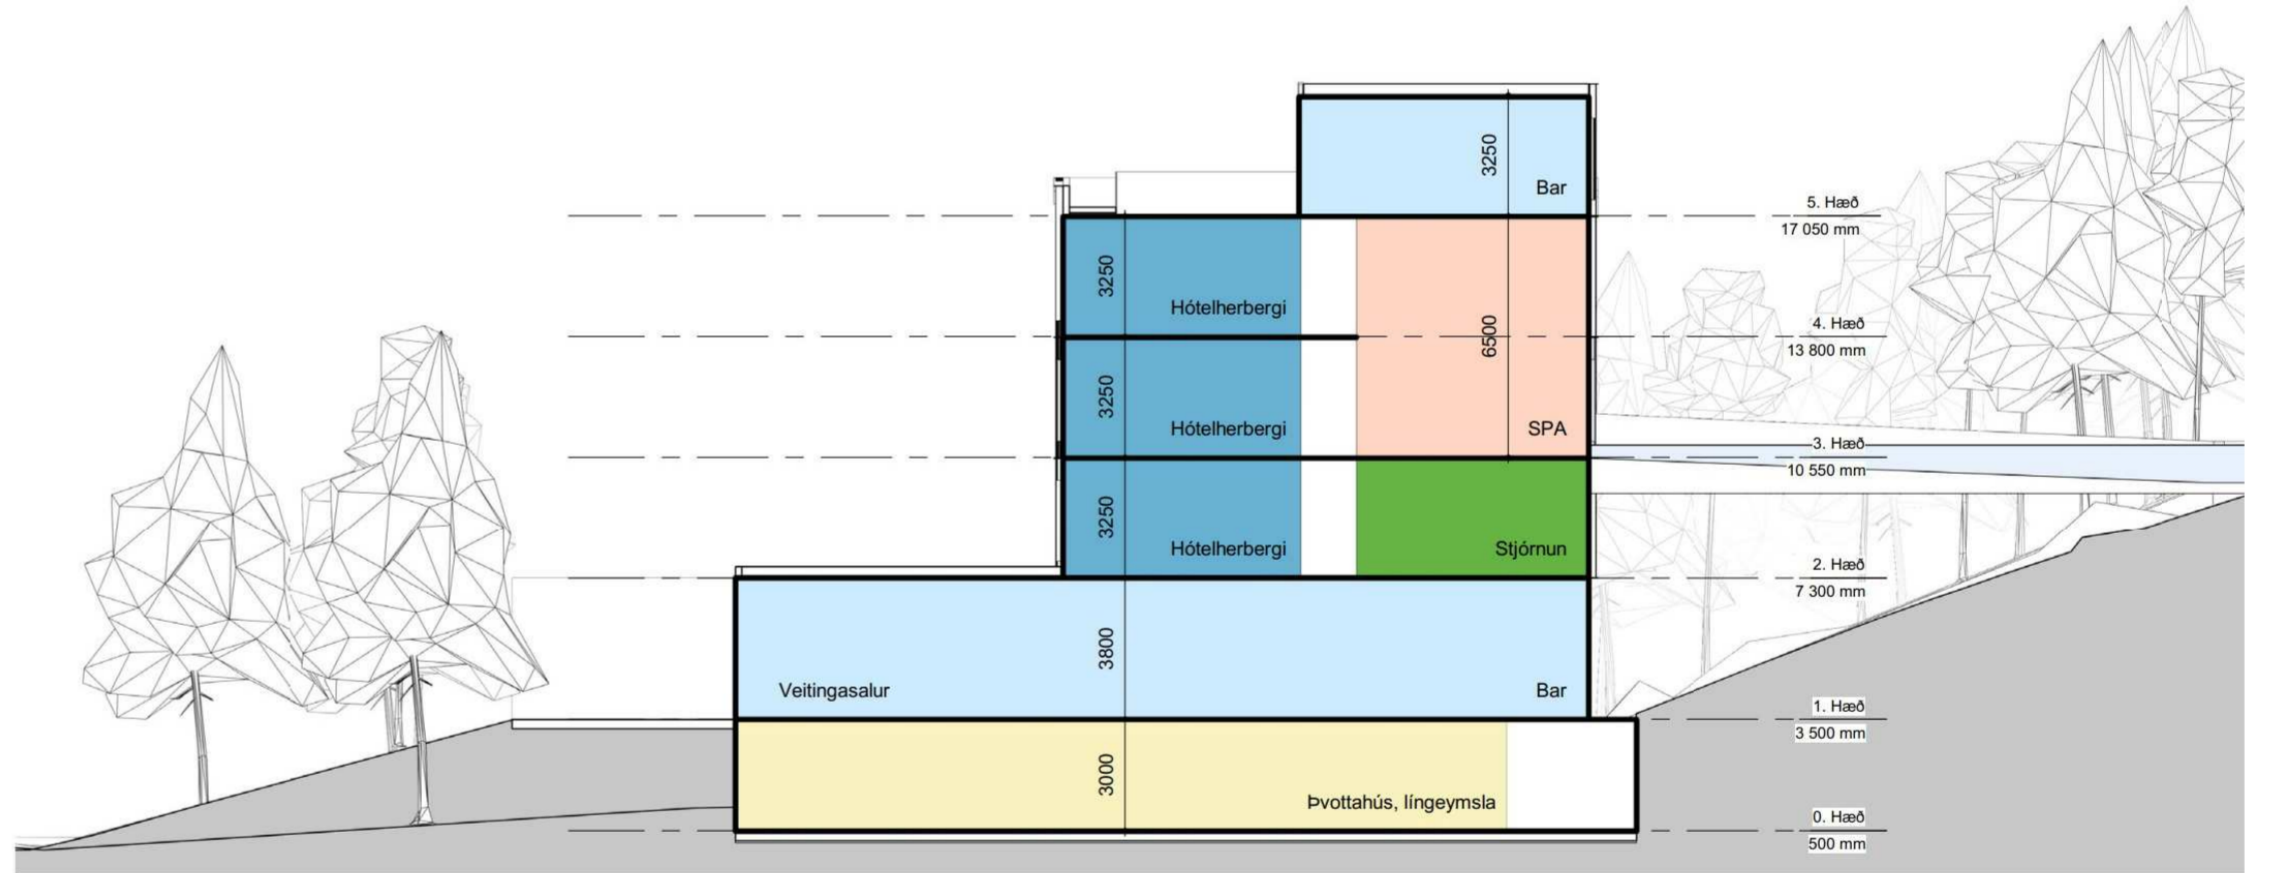 3250
Bar
5. Hæð
17 050 mm
3250
Hótelherbergi
6500
4. Hæð
13 800 mm
3250
Hótelherbergi
SPA
3. Hæð
10 550 mm
3250
Hótelherbergi
Stjórnun
2. Hæð
7 300 mm
3800
Veitingasalur
Bar
1. Hæð
3 500 mm
3000
Þvottahús, língeymsla
0. Hæð
500 mm